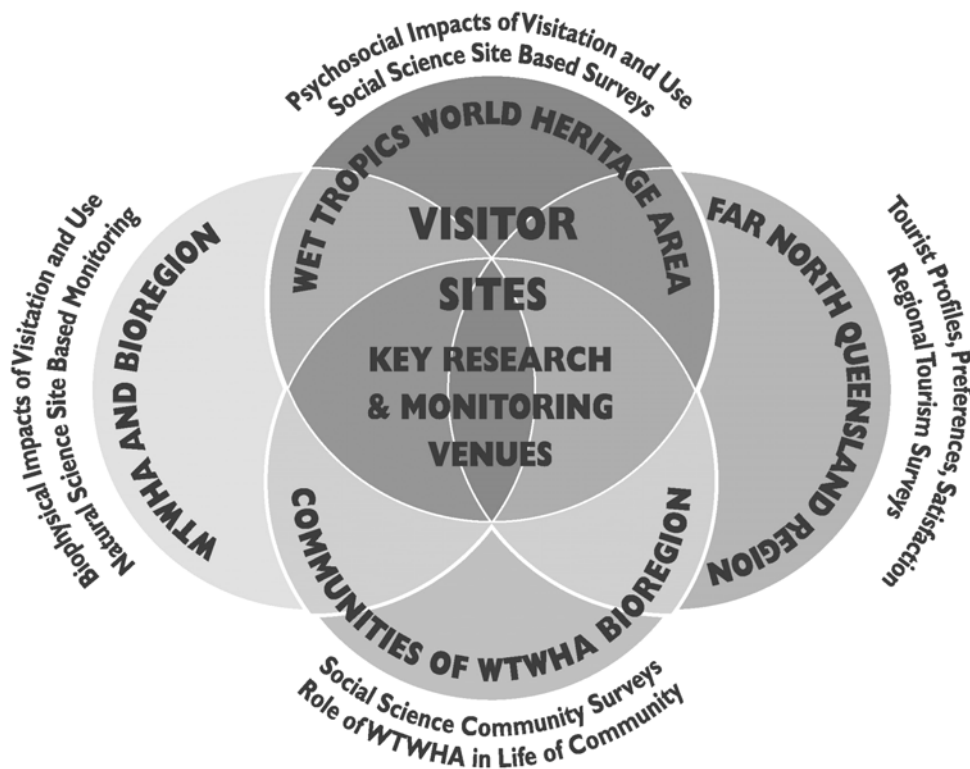 Psychosocial Impacts of Visitation and Use
Social Science Site Based Surveys
WET TROPICS WORLD HERITAGE AREA
Biophysical Impacts of Visitation and Use
Natural Science Site Based Monitoring
WTWHA AND BIOREGION
VISITOR
SITES
KEY RESEARCH
& MONITORING
VENUES
FAR NORTH QUEENSLAND REGION
Tourist Profiles, Preferences, Satisfaction
Regional Tourism Surveys
COMMUNITIES OF WTWHA BIOREGION
Social Science Community Surveys
Role of WTWHA in Life of Community